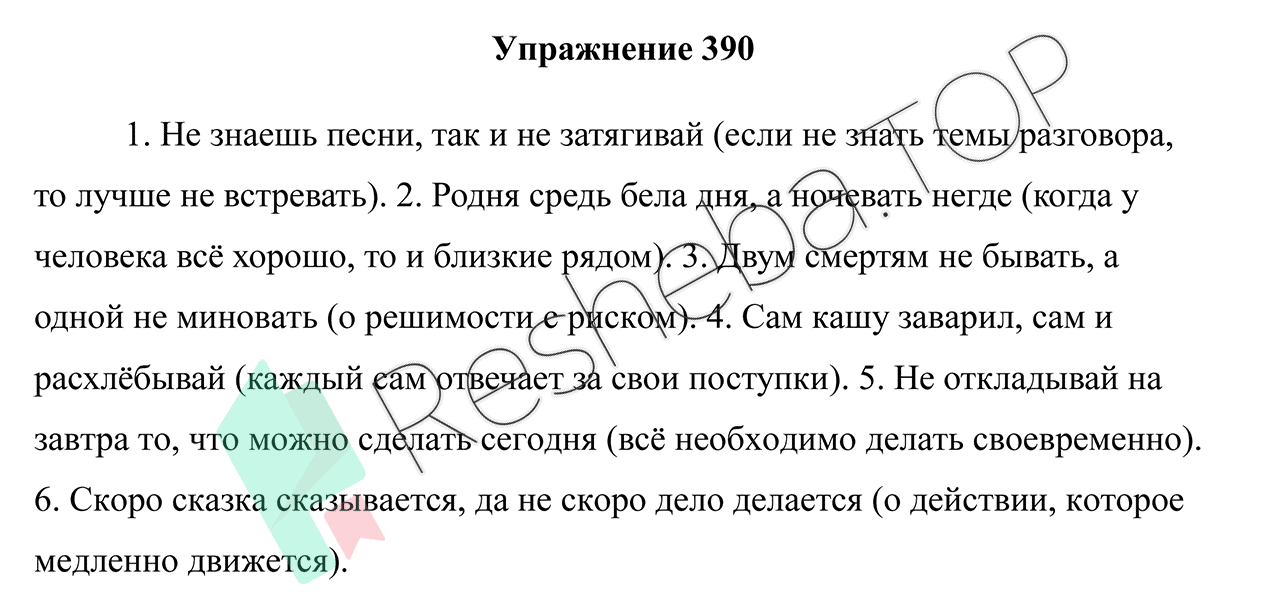 Упражнение 390
1. Не знаешь песни, так и не затягивай (если не знать темы разговора,
то лучше не встревать). 2. Родня средь бела дня, а ночевать негде (когда у
человека всё хорошо, то и близкие рядом). 3. Двум смертям не бывать, а
одной не миновать (о решимости с риском). 4. Сам кашу заварил, сам и
расхлёбывай (каждый сам отвечает за свои поступки). 5. Не откладывай на
завтра то, что можно сделать сегодня (всё необходимо делать своевременно).
6. Скоро сказка сказывается, да не скоро дело делается (о действии, которое
медленно движется).
Resheba.TOP